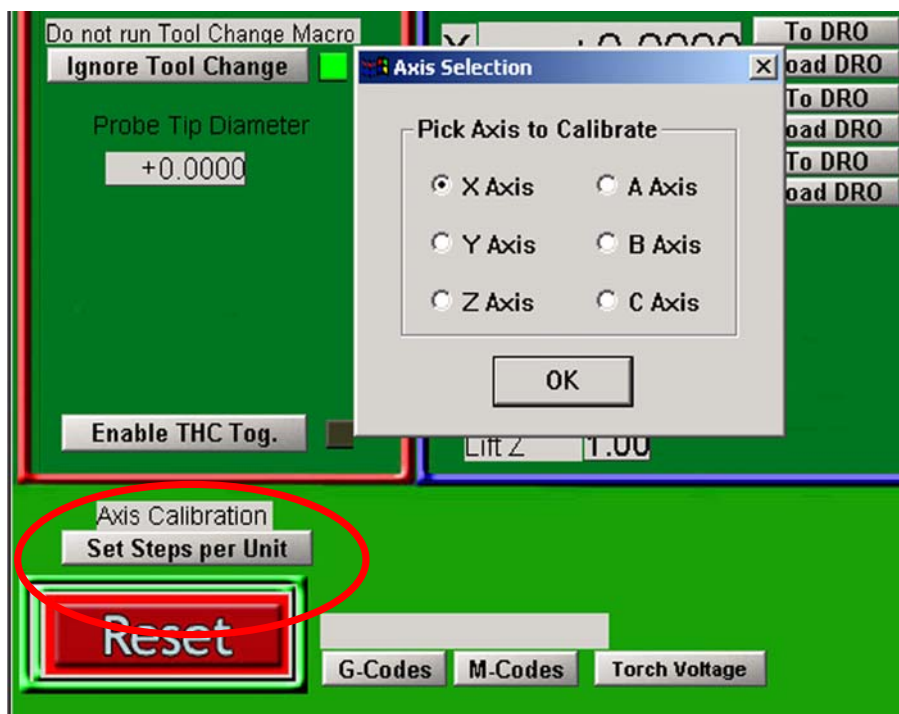 Do not run Tool Change Macro
Ignore Tool Change
Probe Tip Diameter
+0.0000
Enable THC Tog.
+0.0000
To DRO
oad DRO
To DRO
oad DRO
To DRO
oad DRO
Axis Selection
Pick Axis to Calibrate
X Axis
A Axis
Y Axis
B Axis
Z Axis
C Axis
OK
Lift Z
1.00
Axis Calibration
Set Steps per Unit
Reset
G-Codes
M-Codes
Torch Voltage